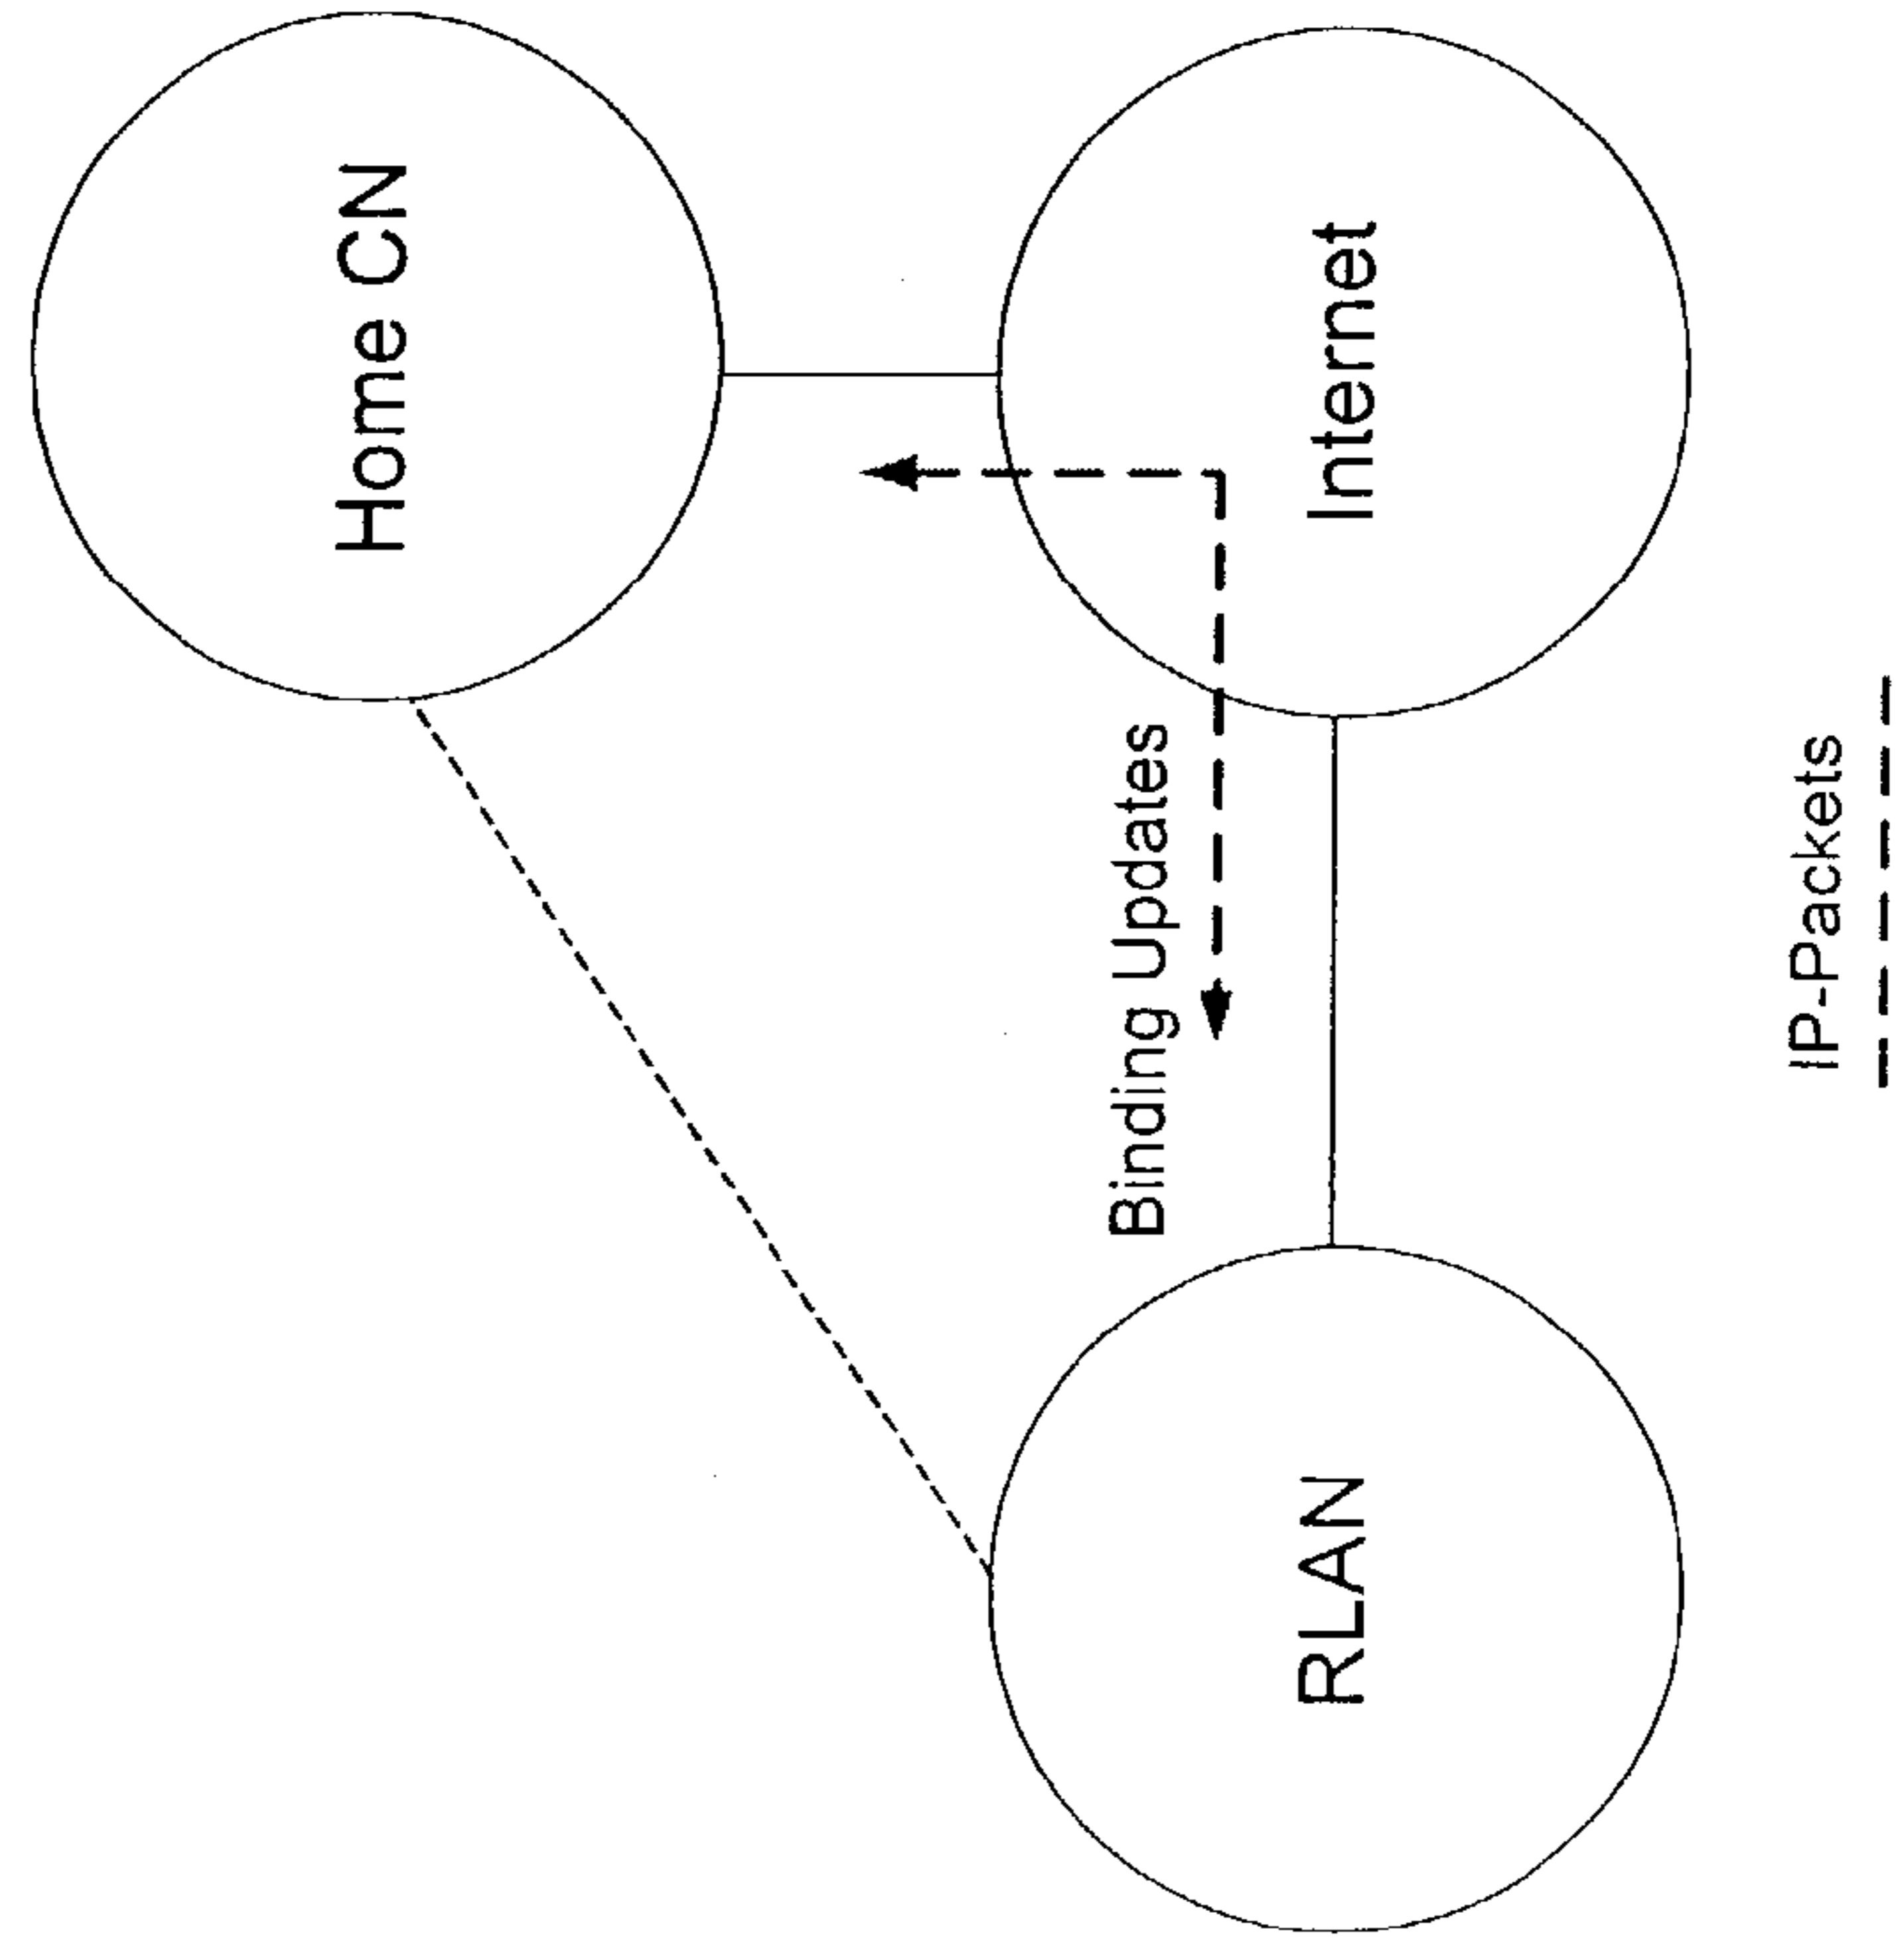 Home CN
Internet
Binding Updates
RLAN
IP-Packets